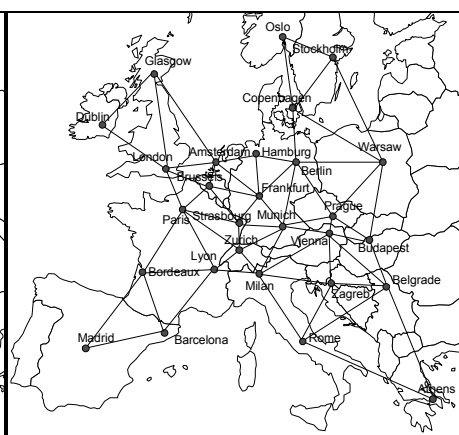 Oslo
Stockholm
Glasgow
Copenhagen
Dublin
Amsterdam
Hamburg
Warsaw
London
Berlin
Brussels
Frankfurt
Paris
Strasbourg
Munich
Prague
Zurich
Vienna
Budapest
Lyon
Bordeaux
Milan
Zagreb
Belgrade
Madrid
Barcelona
Rome
Athens